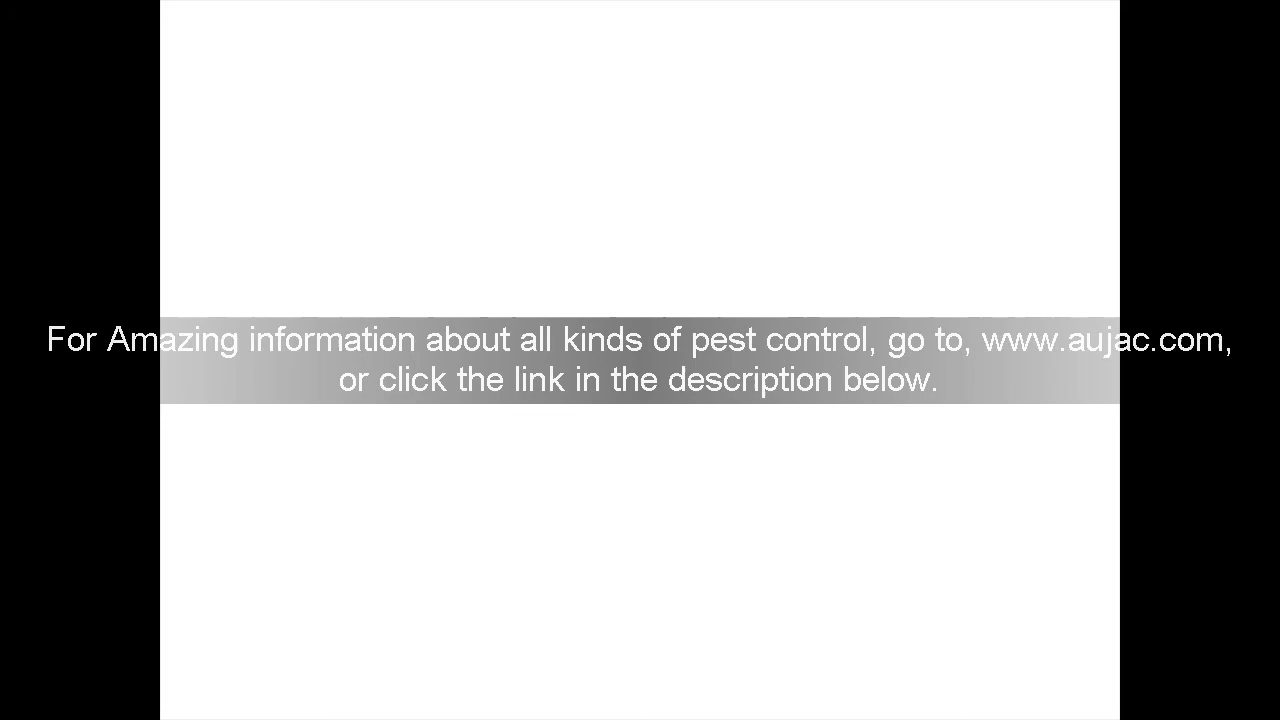 For Amazing information about all kinds of pest control, go to, www.aujac.com,
or click the link in the description below.